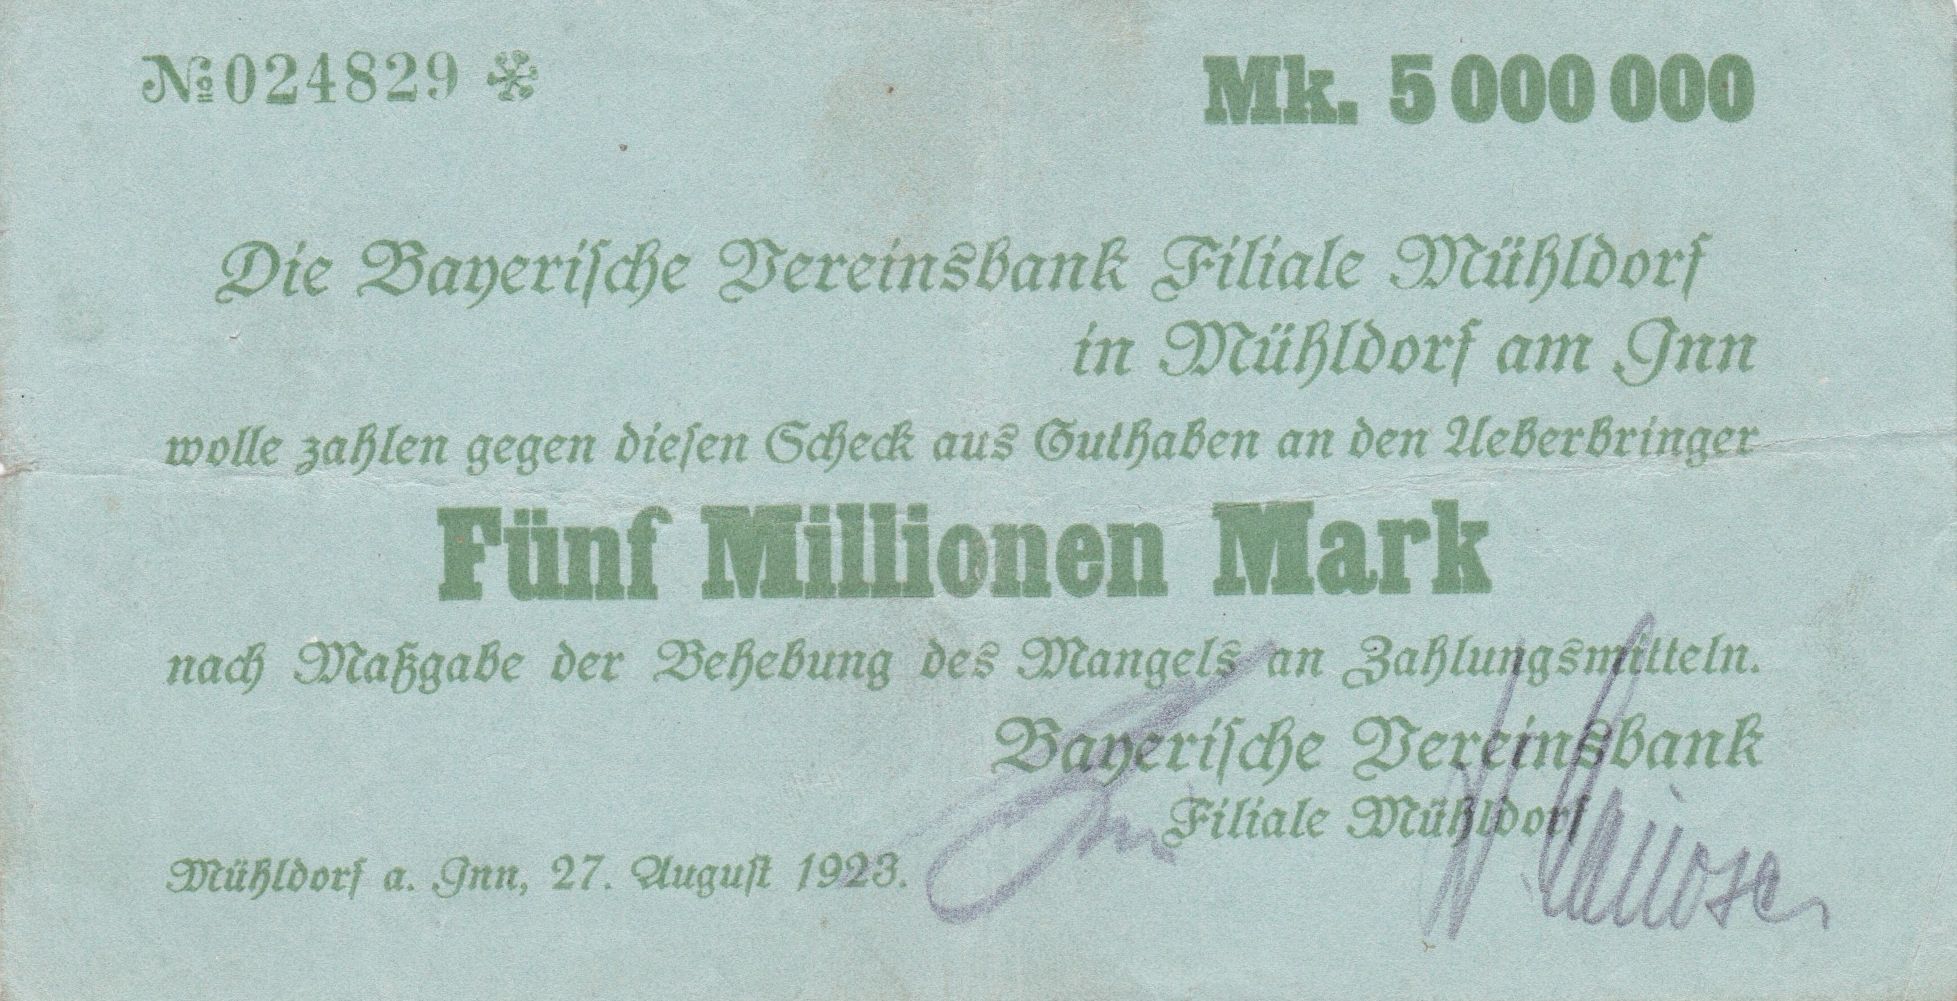 № 024829 *
Mk. 5 000 000
Die Bayerische Vereinsbank Filiale Mühldorf
in Mühldorf am Inn
wolle zahlen gegen diesen Scheck aus Guthaben an den Ueberbringer
Fünf Millionen Mark
nach Maßgabe der Behebung des Mangels an Zahlungsmitteln.
Bayerische Vereinsbank
Filiale Mühldorf
Mühldorf a. Inn, 27. August 1923.